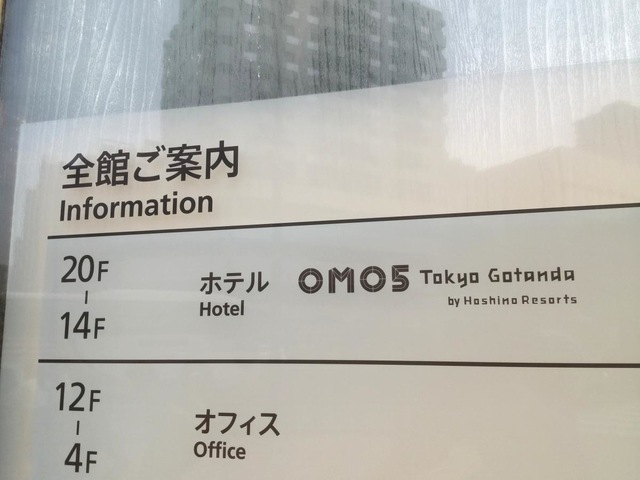 全館ご案内
Information
20F
-
14F
ホテル
Hotel
OMO5 Tokyo Gotanda
by Hoshino Resorts
12F
-
4F
オフィス
Office